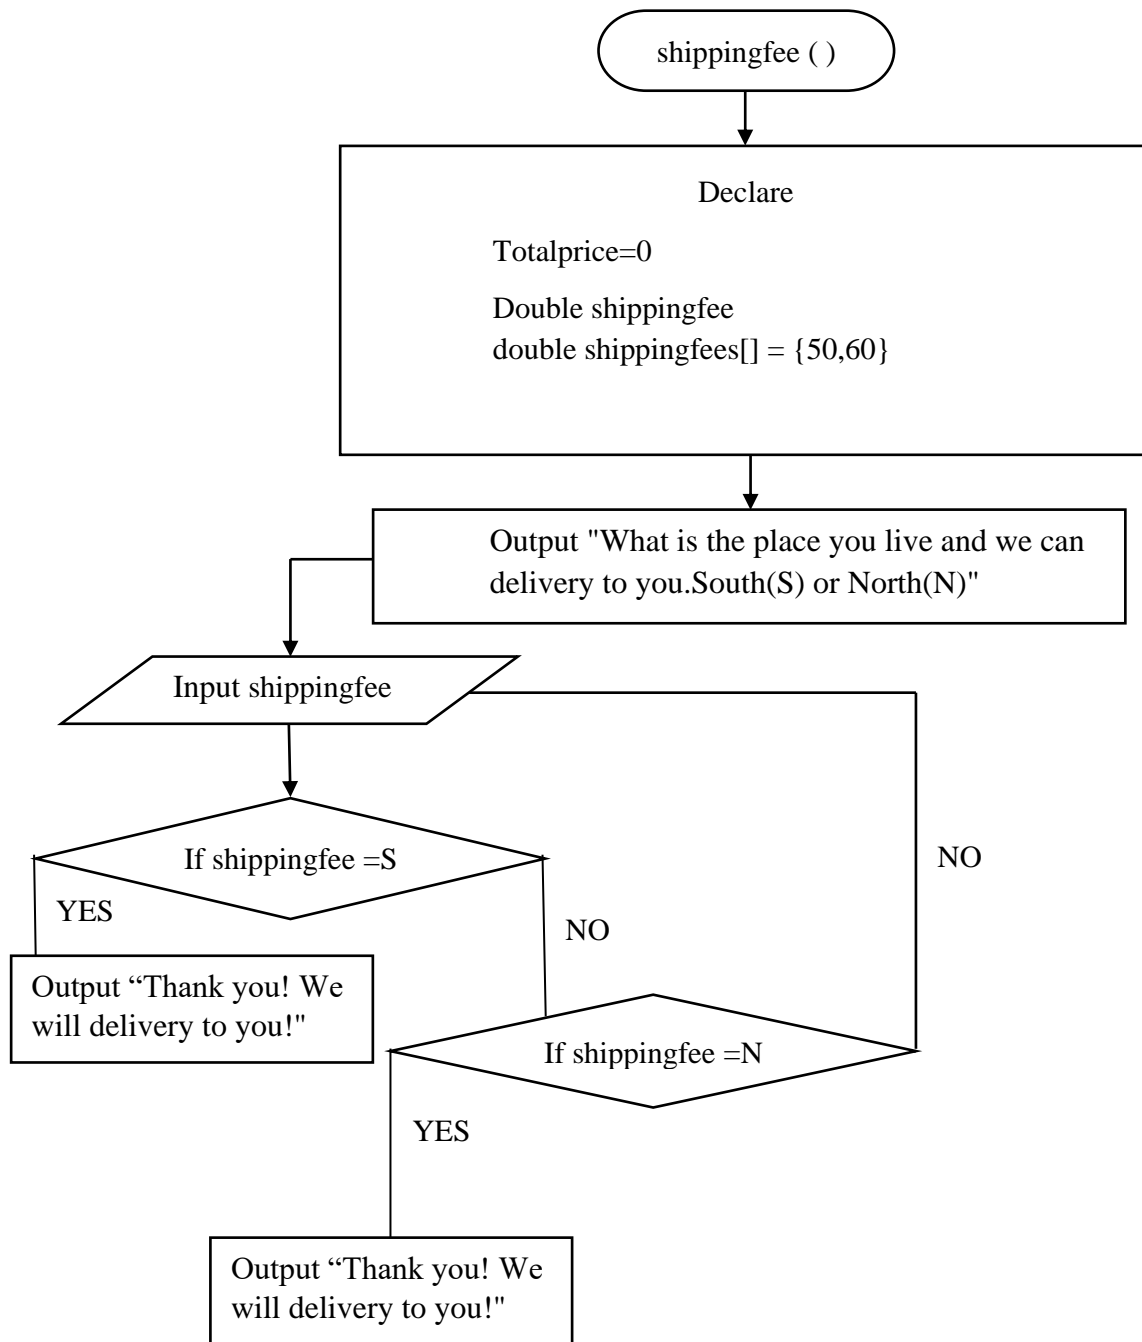 shippingfee ( )
Declare
Totalprice=0
Double shippingfee
double shippingfees[] = {50,60}
Output "What is the place you live and we can
delivery to you.South(S) or North(N)"
Input shippingfee
If shippingfee =S
NO
YES
NO
Output “Thank you! We
will delivery to you!"
If shippingfee =N
YES
Output “Thank you! We
will delivery to you!"